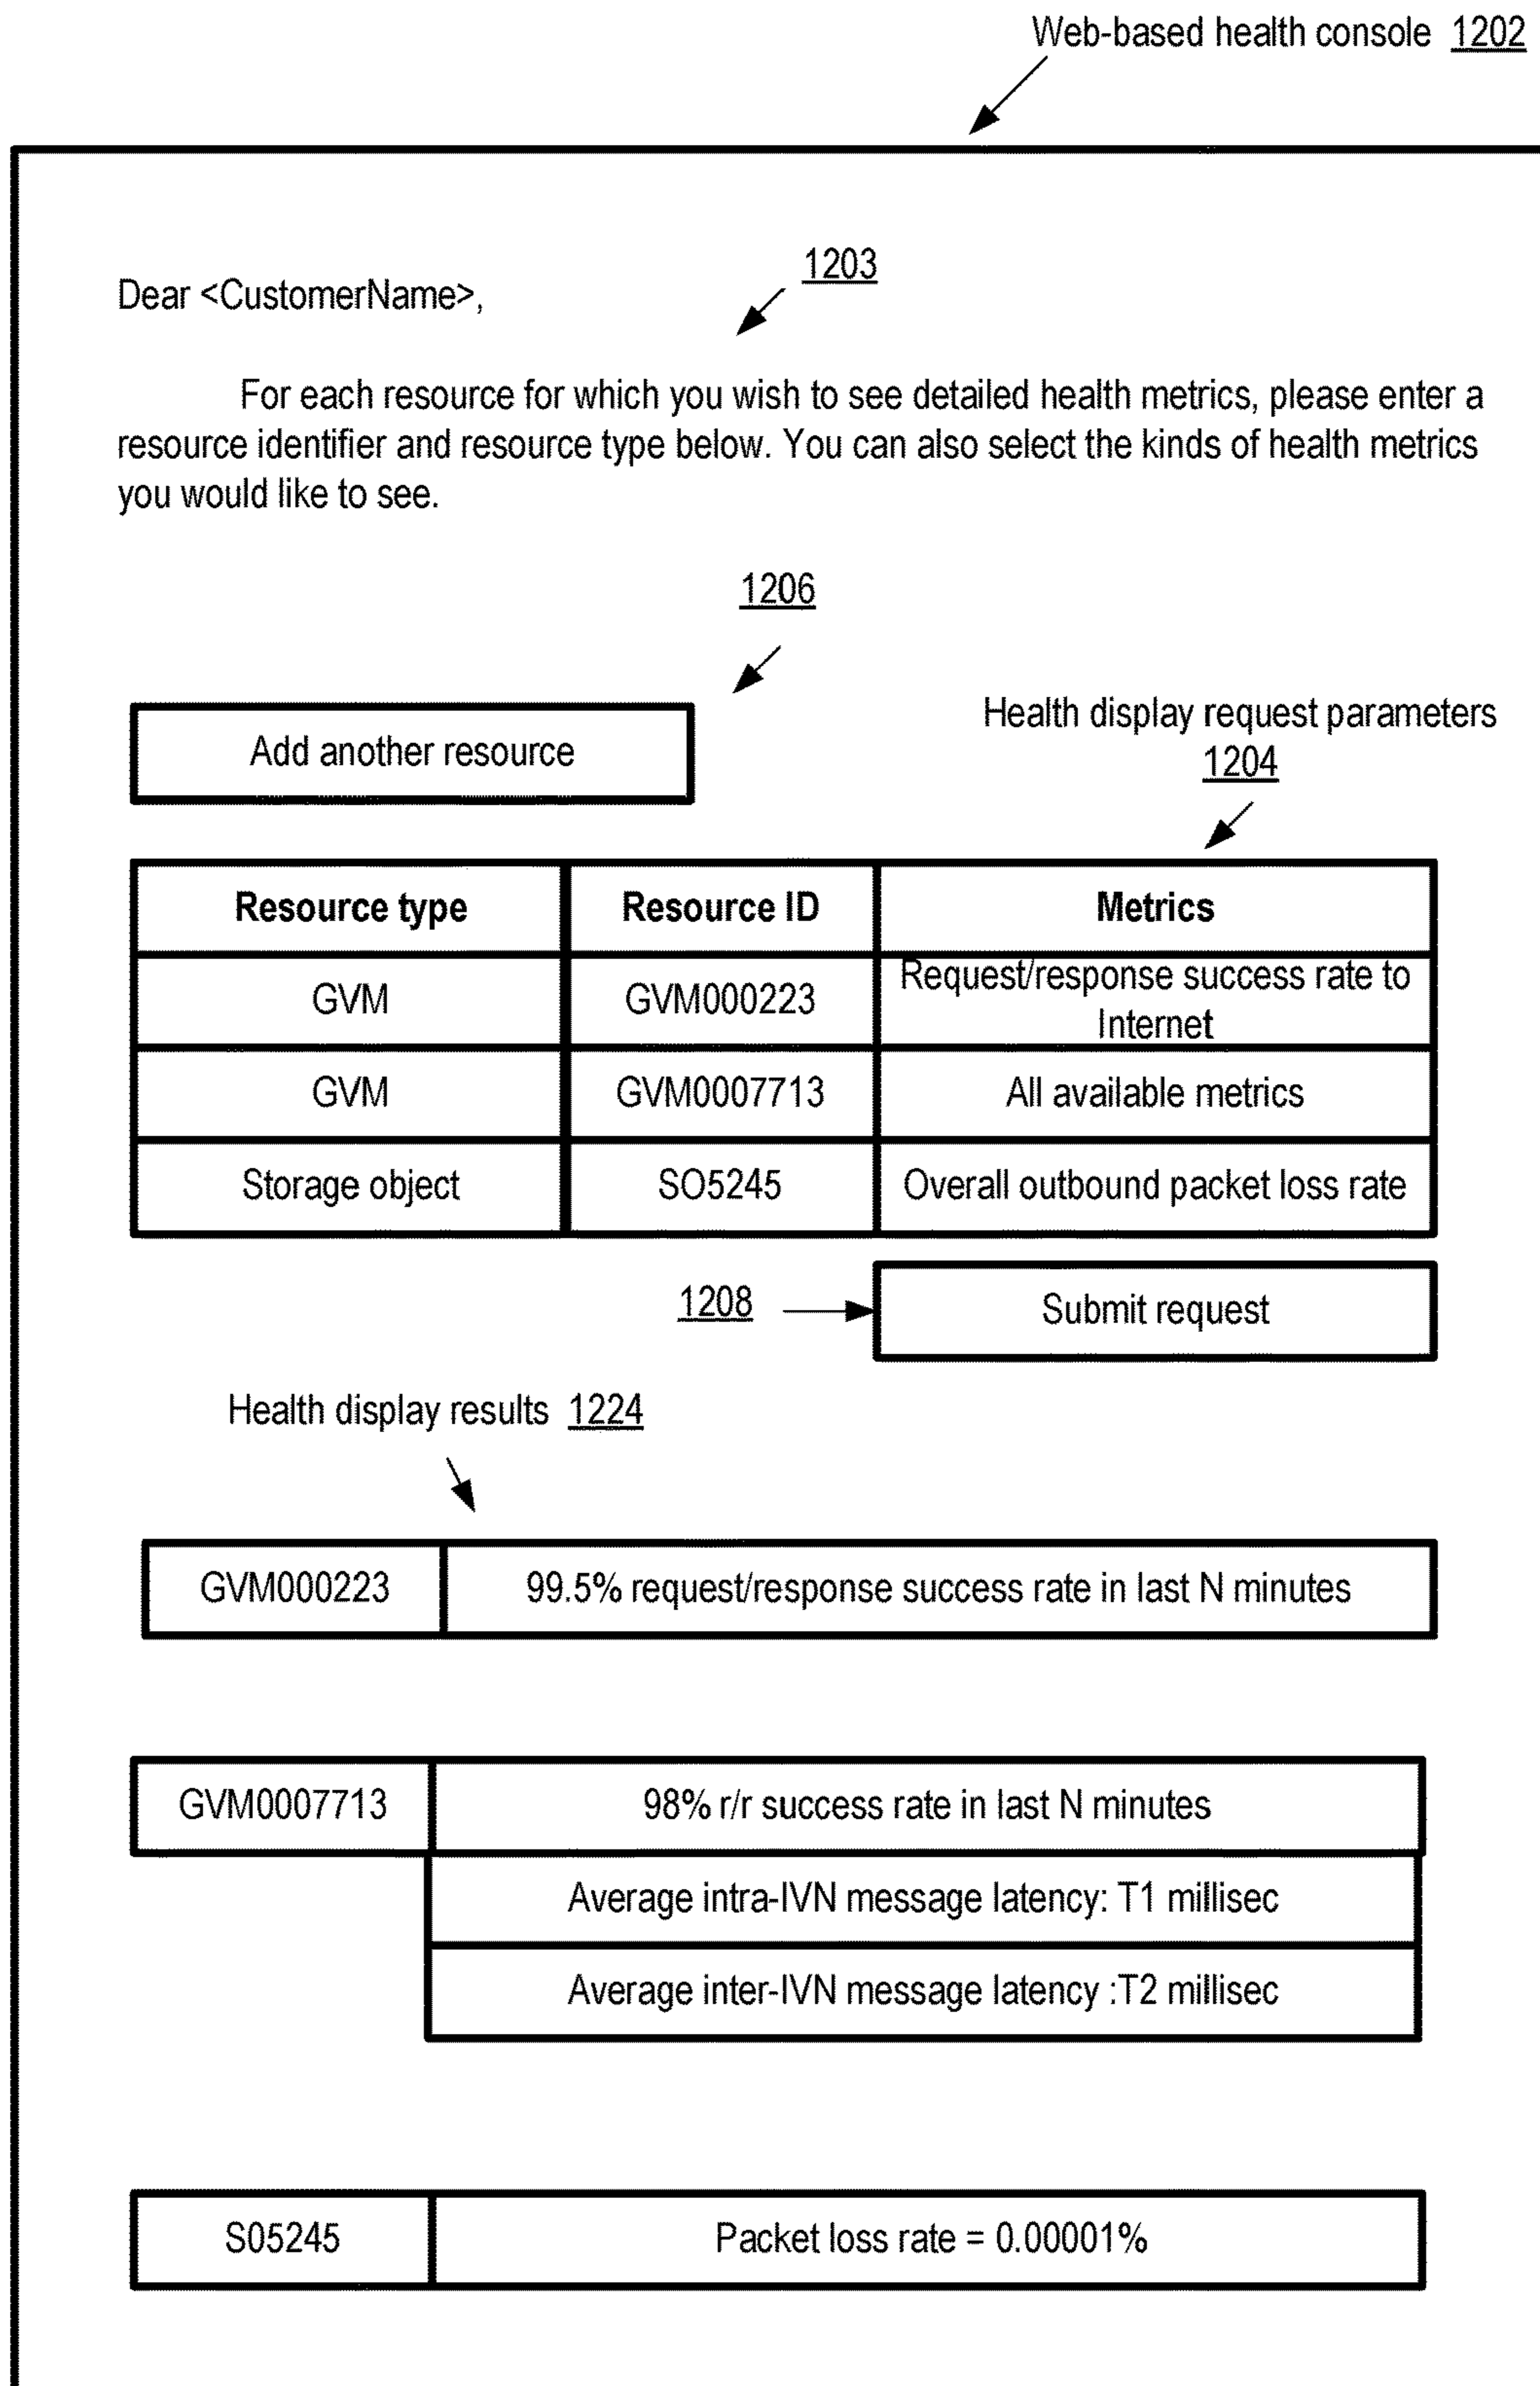 Web-based health console 1202
1203
Dear <CustomerName>,
For each resource for which you wish to see detailed health metrics, please enter a
resource identifier and resource type below. You can also select the kinds of health metrics
you would like to see.
1206
Add another resource
Health display request parameters
1204
Resource type Resource ID Metrics
GVM GVM000223 Request/response success rate to
Internet
GVM GVM0007713 All available metrics
Storage object SO5245 Overall outbound packet loss rate
1208 Submit request
Health display results 1224
GVM000223 99.5% request/response success rate in last N minutes
GVM0007713 98% r/r success rate in last N minutes
Average intra-IVN message latency: T1 millisec
Average inter-IVN message latency :T2 millisec
S05245 Packet loss rate = 0.00001%